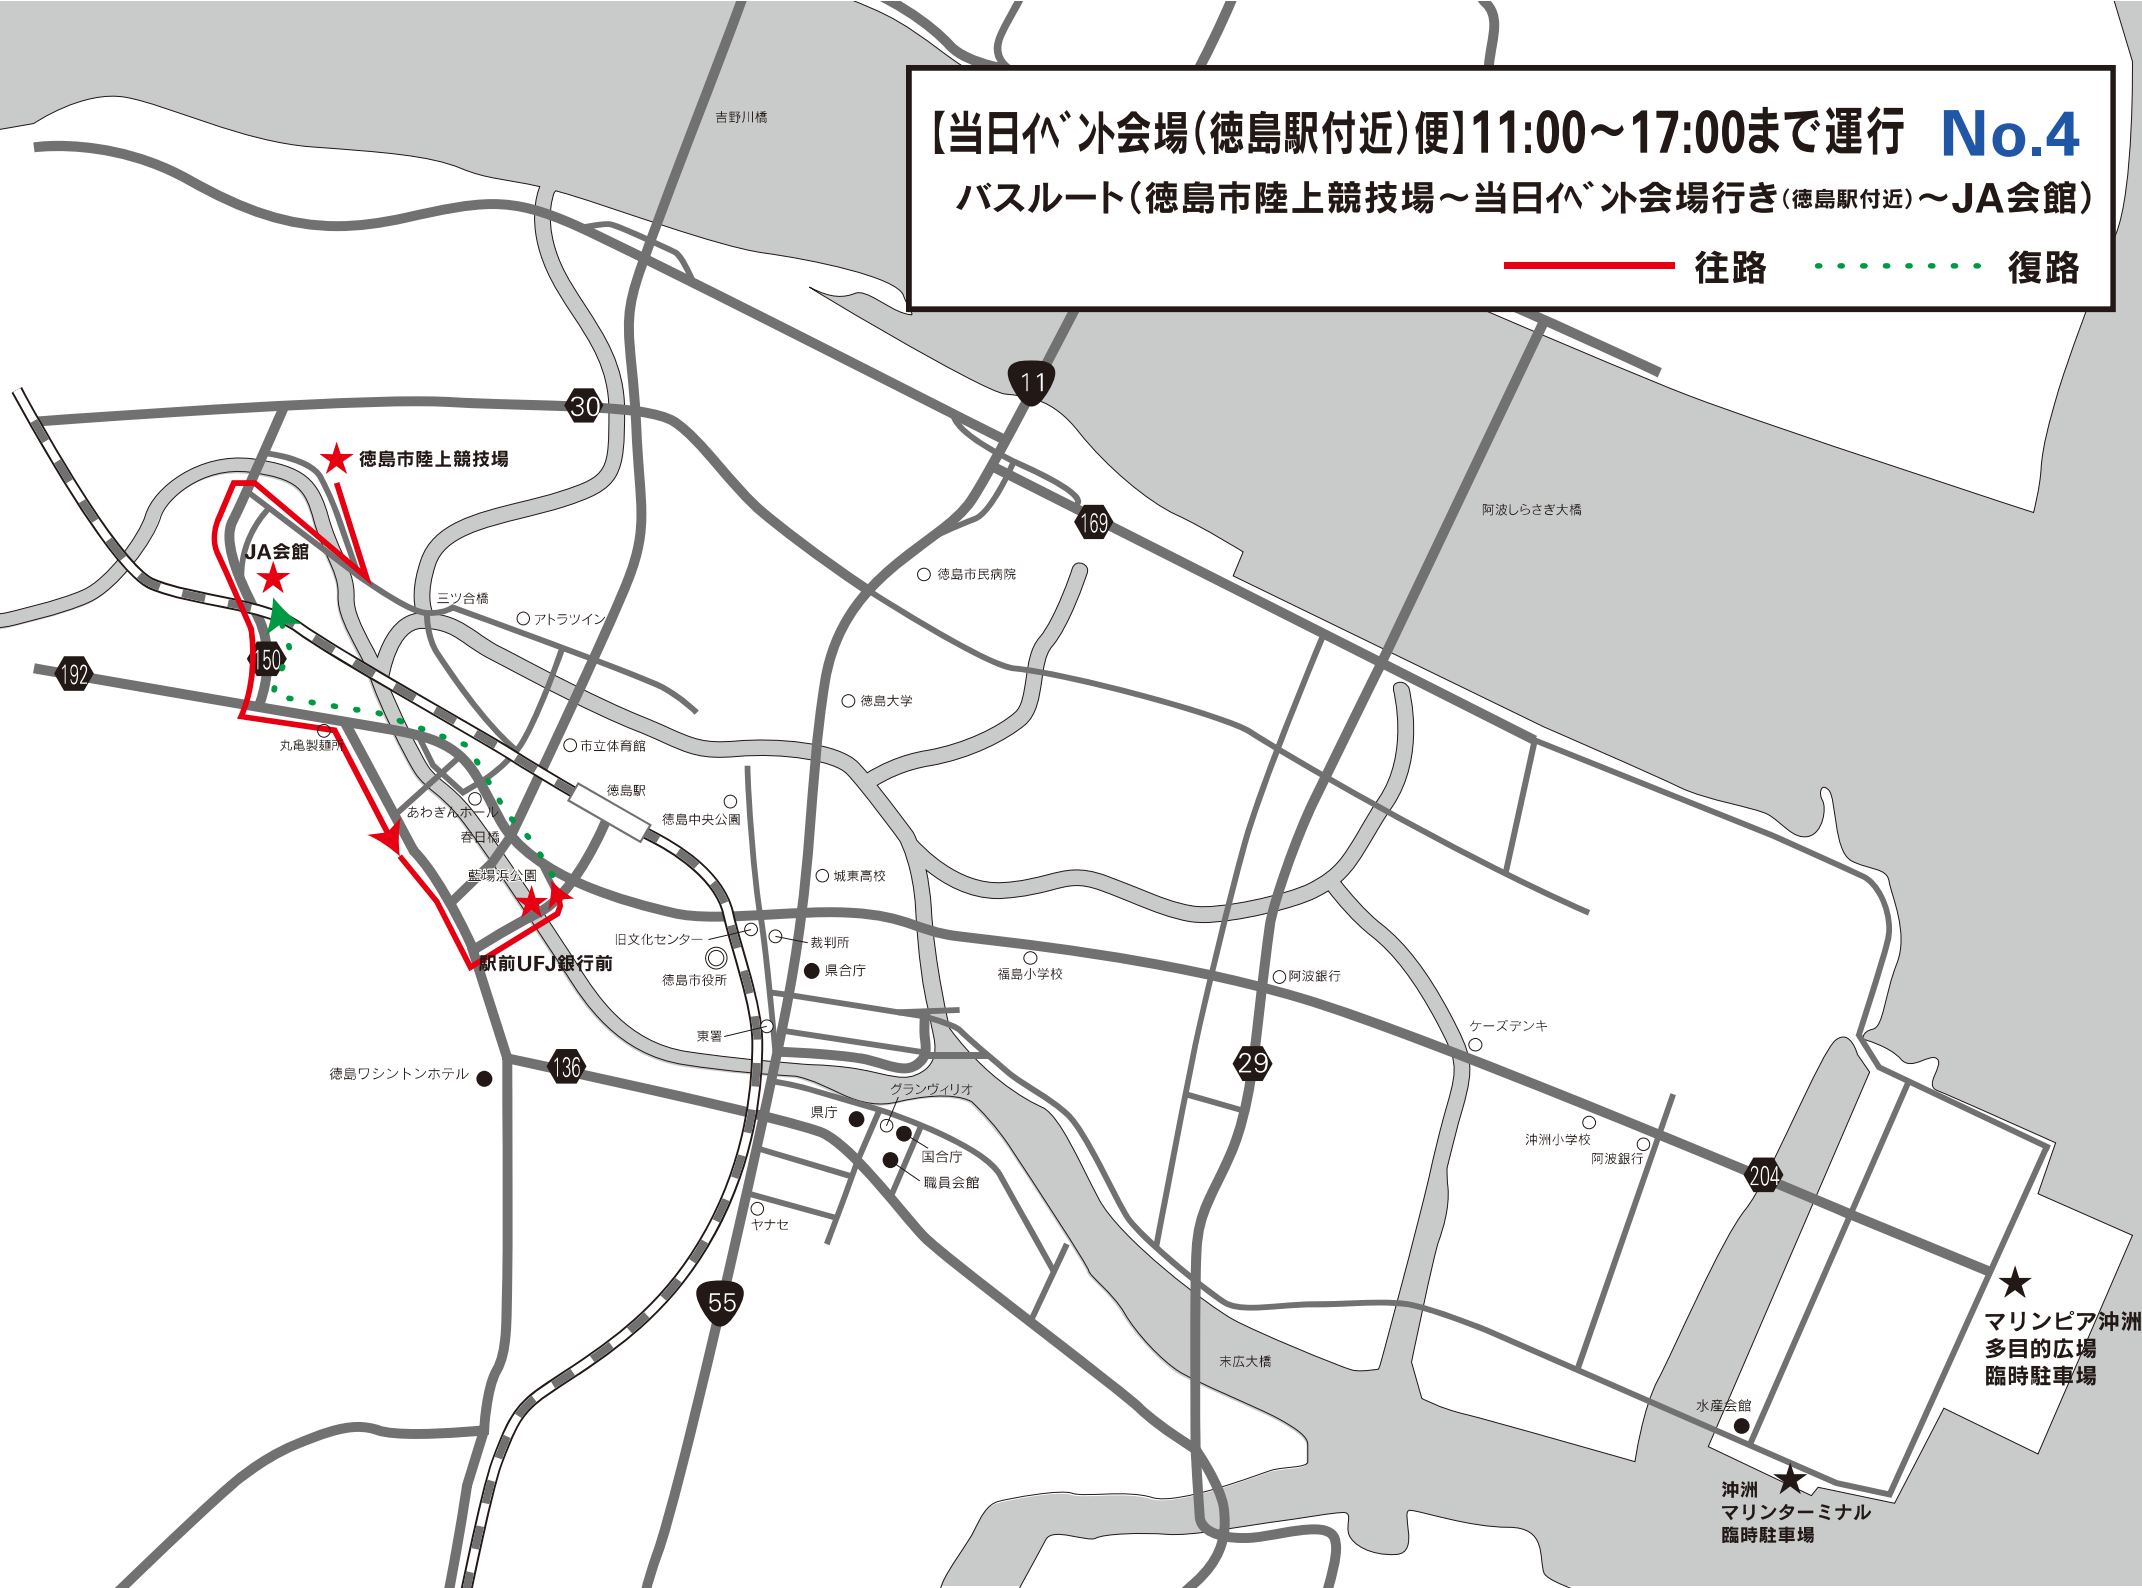 【当日イベント会場(徳島駅付近)便】11:00～17:00まで運行 No.4
バスルート(徳島市陸上競技場～当日イベント会場行き(徳島駅付近)～JA会館)
往路 復路
吉野川橋
11
30
徳島市陸上競技場
169
阿波しらさぎ大橋
JA会館
徳島市民病院
三ツ合橋
アトラツイン
150
192
徳島大学
丸亀製麺所
市立体育館
徳島駅
あわぎんホール
徳島中央公園
春日橋
藍場浜公園
城東高校
旧文化センター
裁判所
駅前UFJ銀行前
県合庁
徳島市役所
福島小学校
阿波銀行
ケーズデンキ
東署
136
29
徳島ワシントンホテル
グランヴィリオ
県庁
沖洲小学校
国合庁
阿波銀行
204
職員会館
ヤナセ
55
マリンピア沖洲
多目的広場
臨時駐車場
末広大橋
水産会館
沖洲
マリンターミナル
臨時駐車場